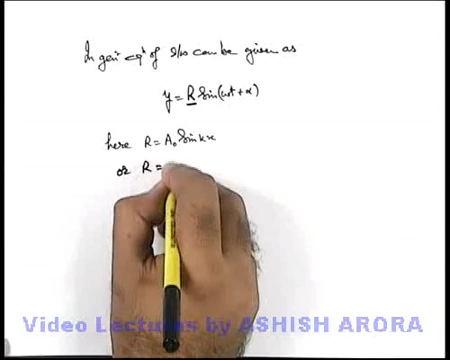 In genr eqn of S/w can be given as
y = R sin(ωt + α)
here R = A₀ sin kx
or R =
Video Lectures by ASHISH ARORA